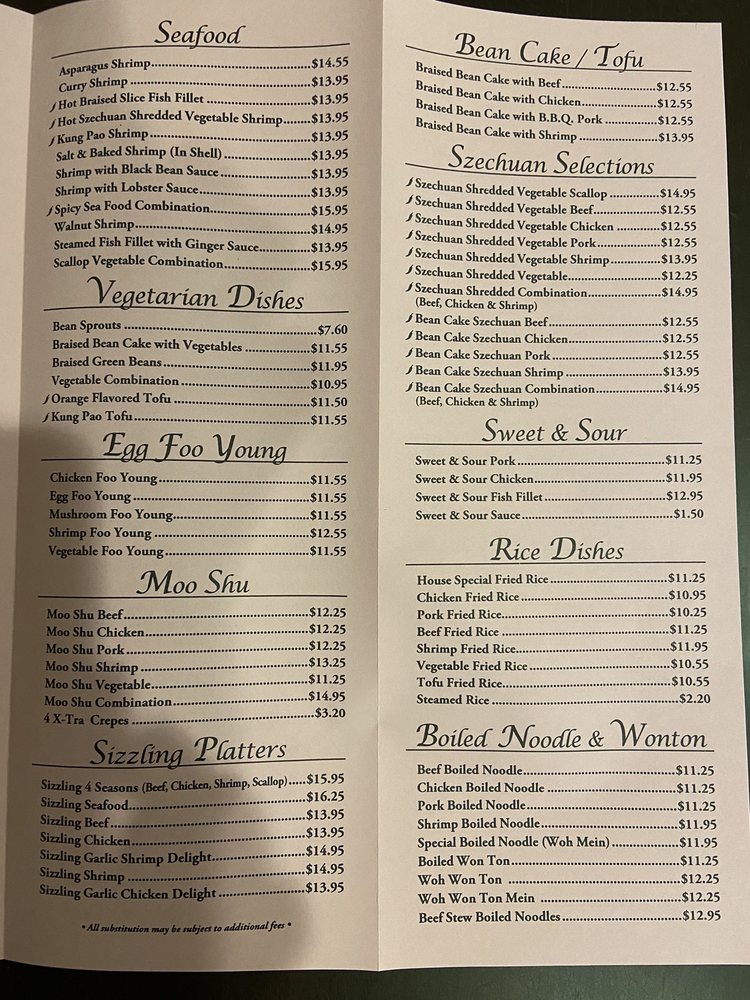 Seafood
Asparagus Shrimp $14.55
Curry Shrimp $13.95
Hot Braised Slice Fish Fillet $13.95
Hot Szechuan Shredded Vegetable Shrimp $13.95
Kung Pao Shrimp $13.95
Salt & Baked Shrimp (In Shell) $13.95
Shrimp with Black Bean Sauce $13.95
Shrimp with Lobster Sauce $13.95
Spicy Sea Food Combination $15.95
Walnut Shrimp $14.95
Steamed Fish Fillet with Ginger Sauce $13.95
Scallop Vegetable Combination $15.95
Vegetarian Dishes
Bean Sprouts $7.60
Braised Bean Cake with Vegetables $11.55
Braised Green Beans $11.95
Vegetable Combination $10.95
Orange Flavored Tofu $11.50
Kung Pao Tofu $11.55
Egg Foo Young
Chicken Foo Young $11.55
Egg Foo Young $11.55
Mushroom Foo Young $11.55
Shrimp Foo Young $12.55
Vegetable Foo Young $11.55
Moo Shu
Moo Shu Beef $12.25
Moo Shu Chicken $12.25
Moo Shu Pork $12.25
Moo Shu Shrimp $13.25
Moo Shu Vegetable $11.25
Moo Shu Combination $14.95
4 X-Tra Crepes $3.20
Sizzling Platters
Sizzling 4 Seasons (Beef, Chicken, Shrimp, Scallop) $15.95
Sizzling Seafood $16.25
Sizzling Beef $13.95
Sizzling Chicken $13.95
Sizzling Garlic Shrimp Delight $14.95
Sizzling Shrimp $14.95
Sizzling Garlic Chicken Delight $13.95
• All substitution may be subject to additional fees •
Bean Cake / Tofu
Braised Bean Cake with Beef $12.55
Braised Bean Cake with Chicken $12.55
Braised Bean Cake with B.B.Q. Pork $12.55
Braised Bean Cake with Shrimp $13.95
Szechuan Selections
Szechuan Shredded Vegetable Scallop $14.95
Szechuan Shredded Vegetable Beef $12.55
Szechuan Shredded Vegetable Chicken $12.55
Szechuan Shredded Vegetable Pork $12.55
Szechuan Shredded Vegetable Shrimp $13.95
Szechuan Shredded Vegetable $12.25
Szechuan Shredded Combination $14.95
(Beef, Chicken & Shrimp)
Bean Cake Szechuan Beef $12.55
Bean Cake Szechuan Chicken $12.55
Bean Cake Szechuan Pork $12.55
Bean Cake Szechuan Shrimp $13.95
Bean Cake Szechuan Combination $14.95
(Beef, Chicken & Shrimp)
Sweet & Sour
Sweet & Sour Pork $11.25
Sweet & Sour Chicken $11.95
Sweet & Sour Fish Fillet $12.95
Sweet & Sour Sauce $1.50
Rice Dishes
House Special Fried Rice $11.25
Chicken Fried Rice $10.95
Pork Fried Rice $10.25
Beef Fried Rice $11.25
Shrimp Fried Rice $11.95
Vegetable Fried Rice $10.55
Tofu Fried Rice $10.55
Steamed Rice $2.20
Boiled Noodle & Wonton
Beef Boiled Noodle $11.25
Chicken Boiled Noodle $11.25
Pork Boiled Noodle $11.25
Shrimp Boiled Noodle $11.95
Special Boiled Noodle (Woh Mein) $11.95
Boiled Won Ton $11.25
Woh Won Ton $12.25
Woh Won Ton Mein $12.25
Beef Stew Boiled Noodles $12.95